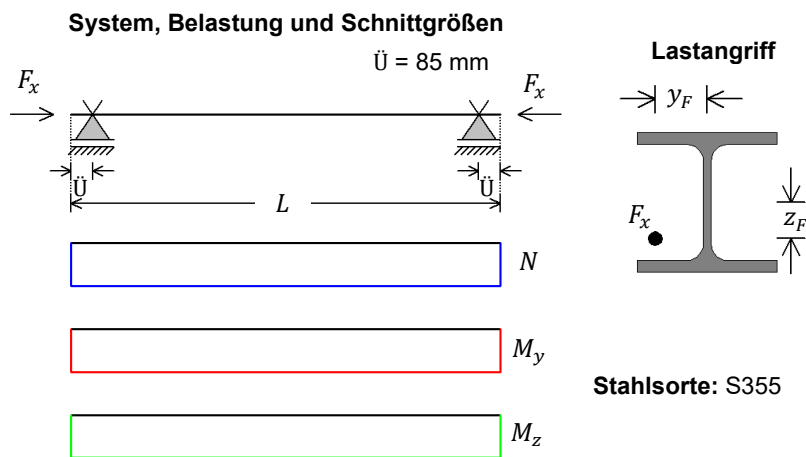 System, Belastung und Schnittgrößen
Ü = 85 mm
Lastangriff
F_x
F_x
y_F
Ü
Ü
L
F_x
z_F
N
M_y
Stahlsorte: S355
M_z